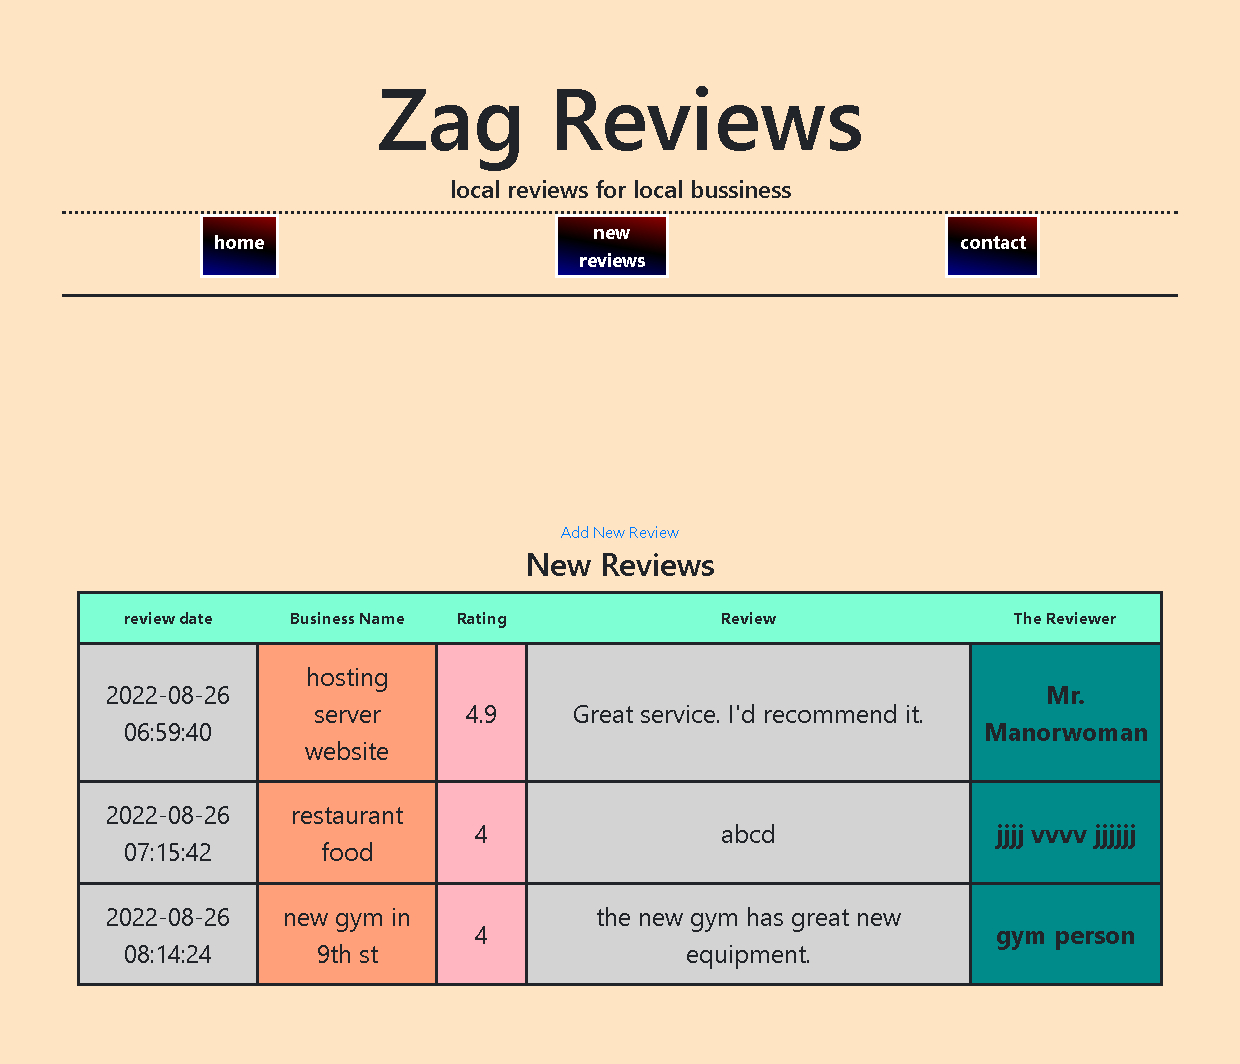 Zag Reviews
local reviews for local bussiness
home
new
reviews
contact
Add New Review
New Reviews
review date Business Name Rating Review The Reviewer
2022-08-26
06:59:40
hosting
server
website
4.9
Great service. I'd recommend it.
Mr.
Manorwoman
2022-08-26
07:15:42
restaurant
food
4
abcd
jjjj vvvv jjjjjj
2022-08-26
08:14:24
new gym in
9th st
4
the new gym has great new
equipment.
gym person